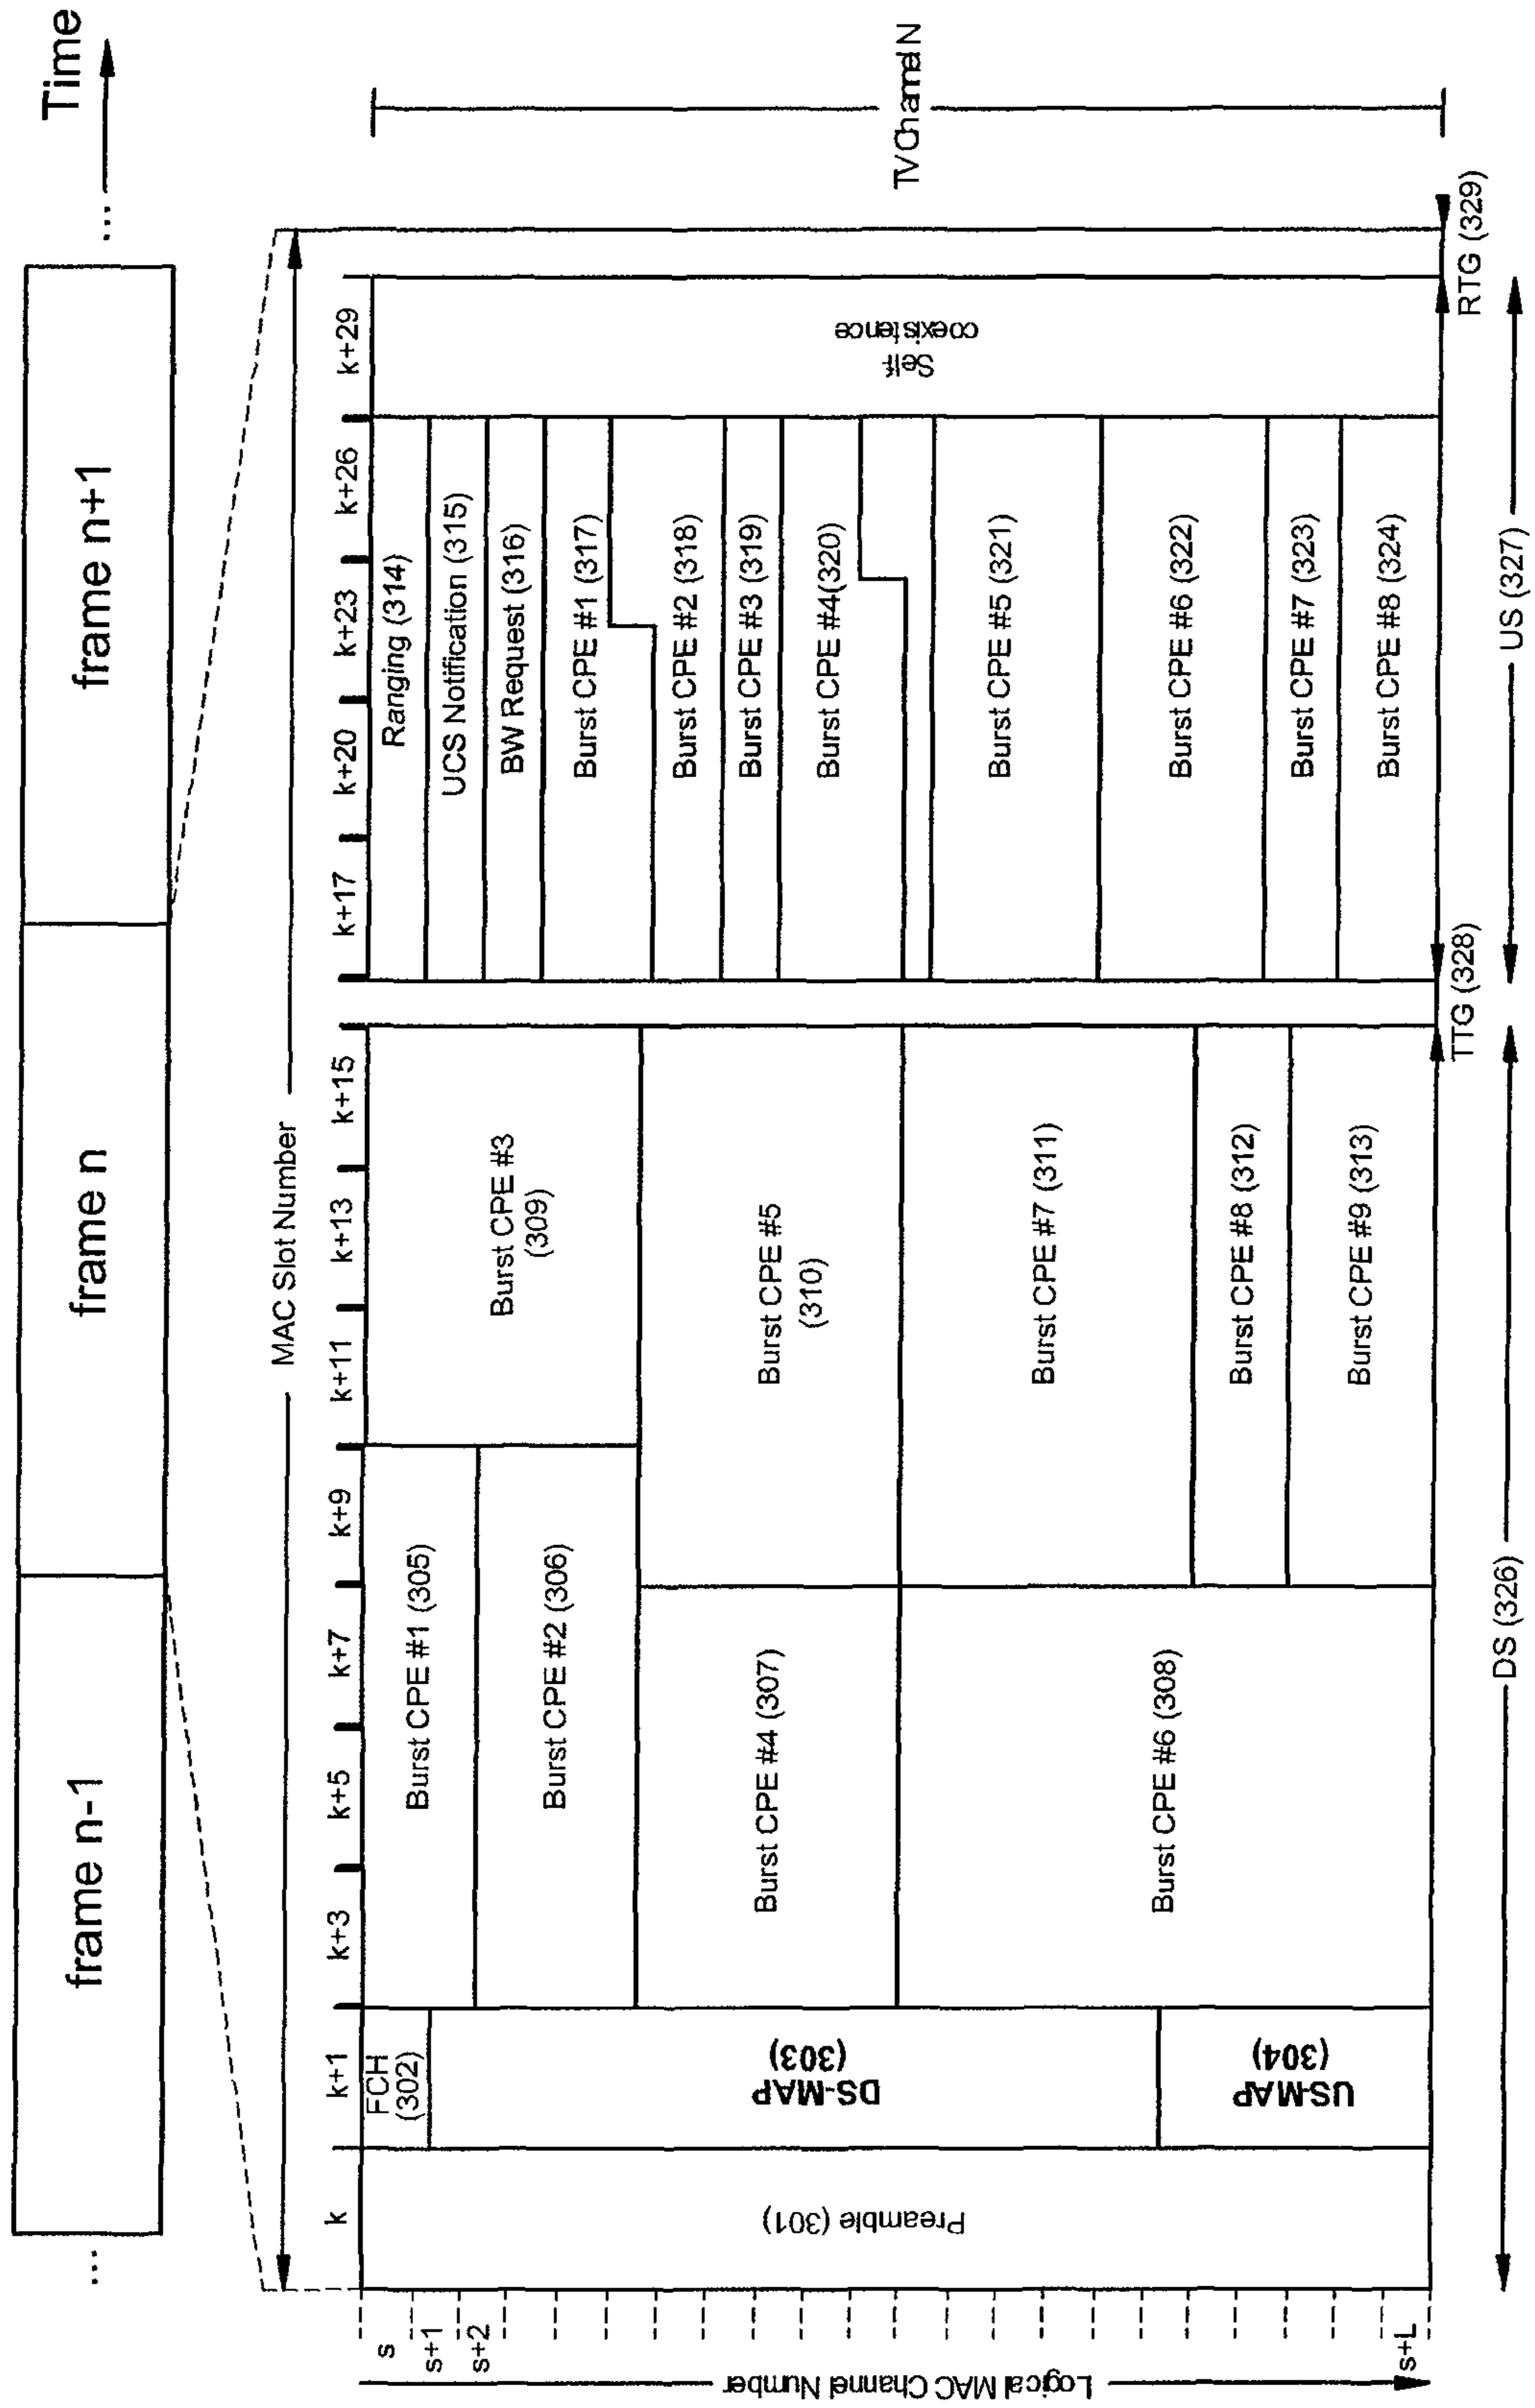 ... Time
frame n-1
frame n
frame n+1
...
MAC Slot Number
k
k+1
k+3
k+5
k+7
k+9
k+11
k+13
k+15
k+17
k+20
k+23
k+26
k+29
s
s+1
s+2
s+L
Logical MAC Channel Number
Preamble (301)
FCH
(302)
DS-MAP
(303)
US-MAP
(304)
Burst CPE #1 (305)
Burst CPE #2 (306)
Burst CPE #4 (307)
Burst CPE #6 (308)
Burst CPE #3
(309)
Burst CPE #5
(310)
Burst CPE #7 (311)
Burst CPE #8 (312)
Burst CPE #9 (313)
Ranging (314)
UCS Notification (315)
BW Request (316)
Burst CPE #1 (317)
Burst CPE #2 (318)
Burst CPE #3 (319)
Burst CPE #4(320)
Burst CPE #5 (321)
Burst CPE #6 (322)
Burst CPE #7 (323)
Burst CPE #8 (324)
Self-
coexistence
TV Channel N
TTG (328)
RTG (329)
DS (326)
US (327)